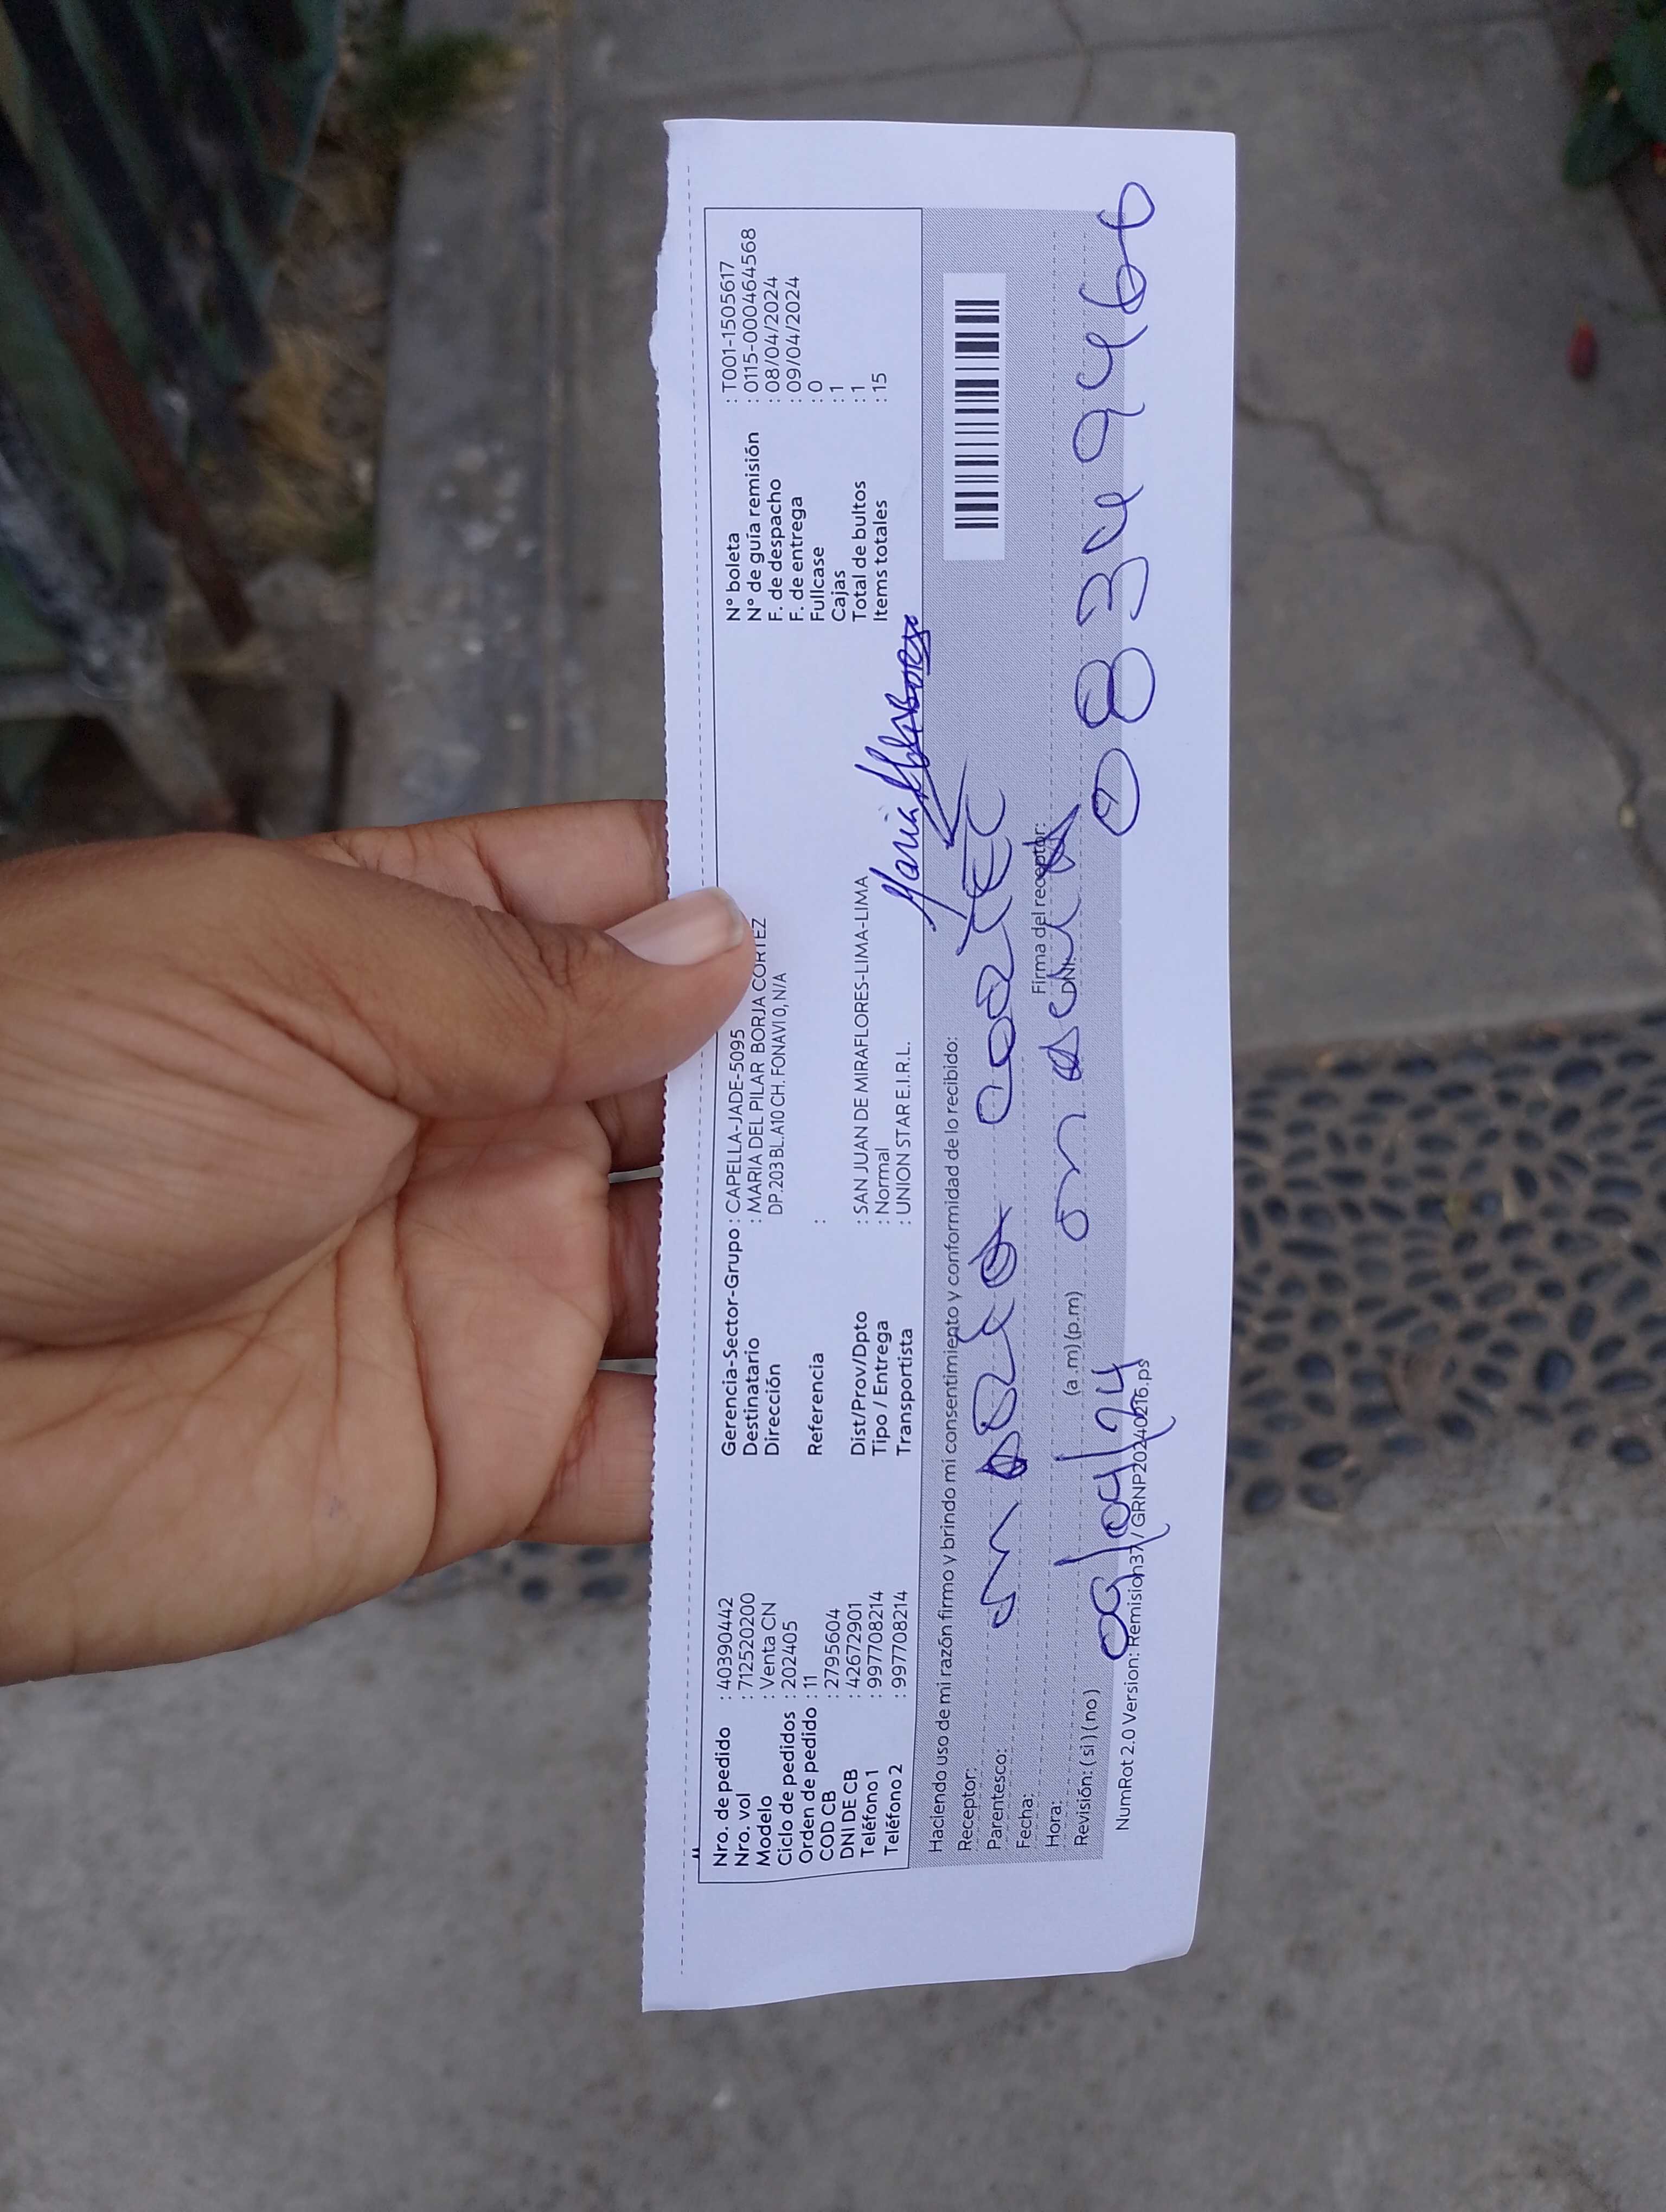 Nro. de pedido : 40390442
Nro. vol : 712520200
Modelo : Venta CN
Ciclo de pedidos : 202405
Orden de pedido : 11
COD CB : 2795604
DNI DE CB : 42672901
Teléfono 1 : 997708214
Teléfono 2 : 997708214
Gerencia-Sector-Grupo : CAPELLA-JADE-5095
Destinatario : MARIA DEL PILAR BORJA CORTEZ
Dirección DP.203 BL.A10 CH. FONAVI 0, N/A
Referencia :
Dist/Prov/Dpto : SAN JUAN DE MIRAFLORES-LIMA-LIMA
Tipo / Entrega : Normal
Transportista : UNION STAR E.I.R.L.
N° boleta : T001-1505617
N° de guía remisión : 0115-0004464568
F. de despacho : 08/04/2024
F. de entrega : 09/04/2024
Fullcase : 0
Cajas : 1
Total de bultos : 1
Items totales : 15
Haciendo uso de mi razón firmo y brindo mi consentimiento y conformidad de lo recibido:
Receptor:
Parentesco:
Fecha:
Hora: (a.m)(p.m)
Revisión: (si) (no)
Firma del receptor:
DNI:
09/04/24
NumRot 2.0 Version: Remision37 / GRNP20240216.ps